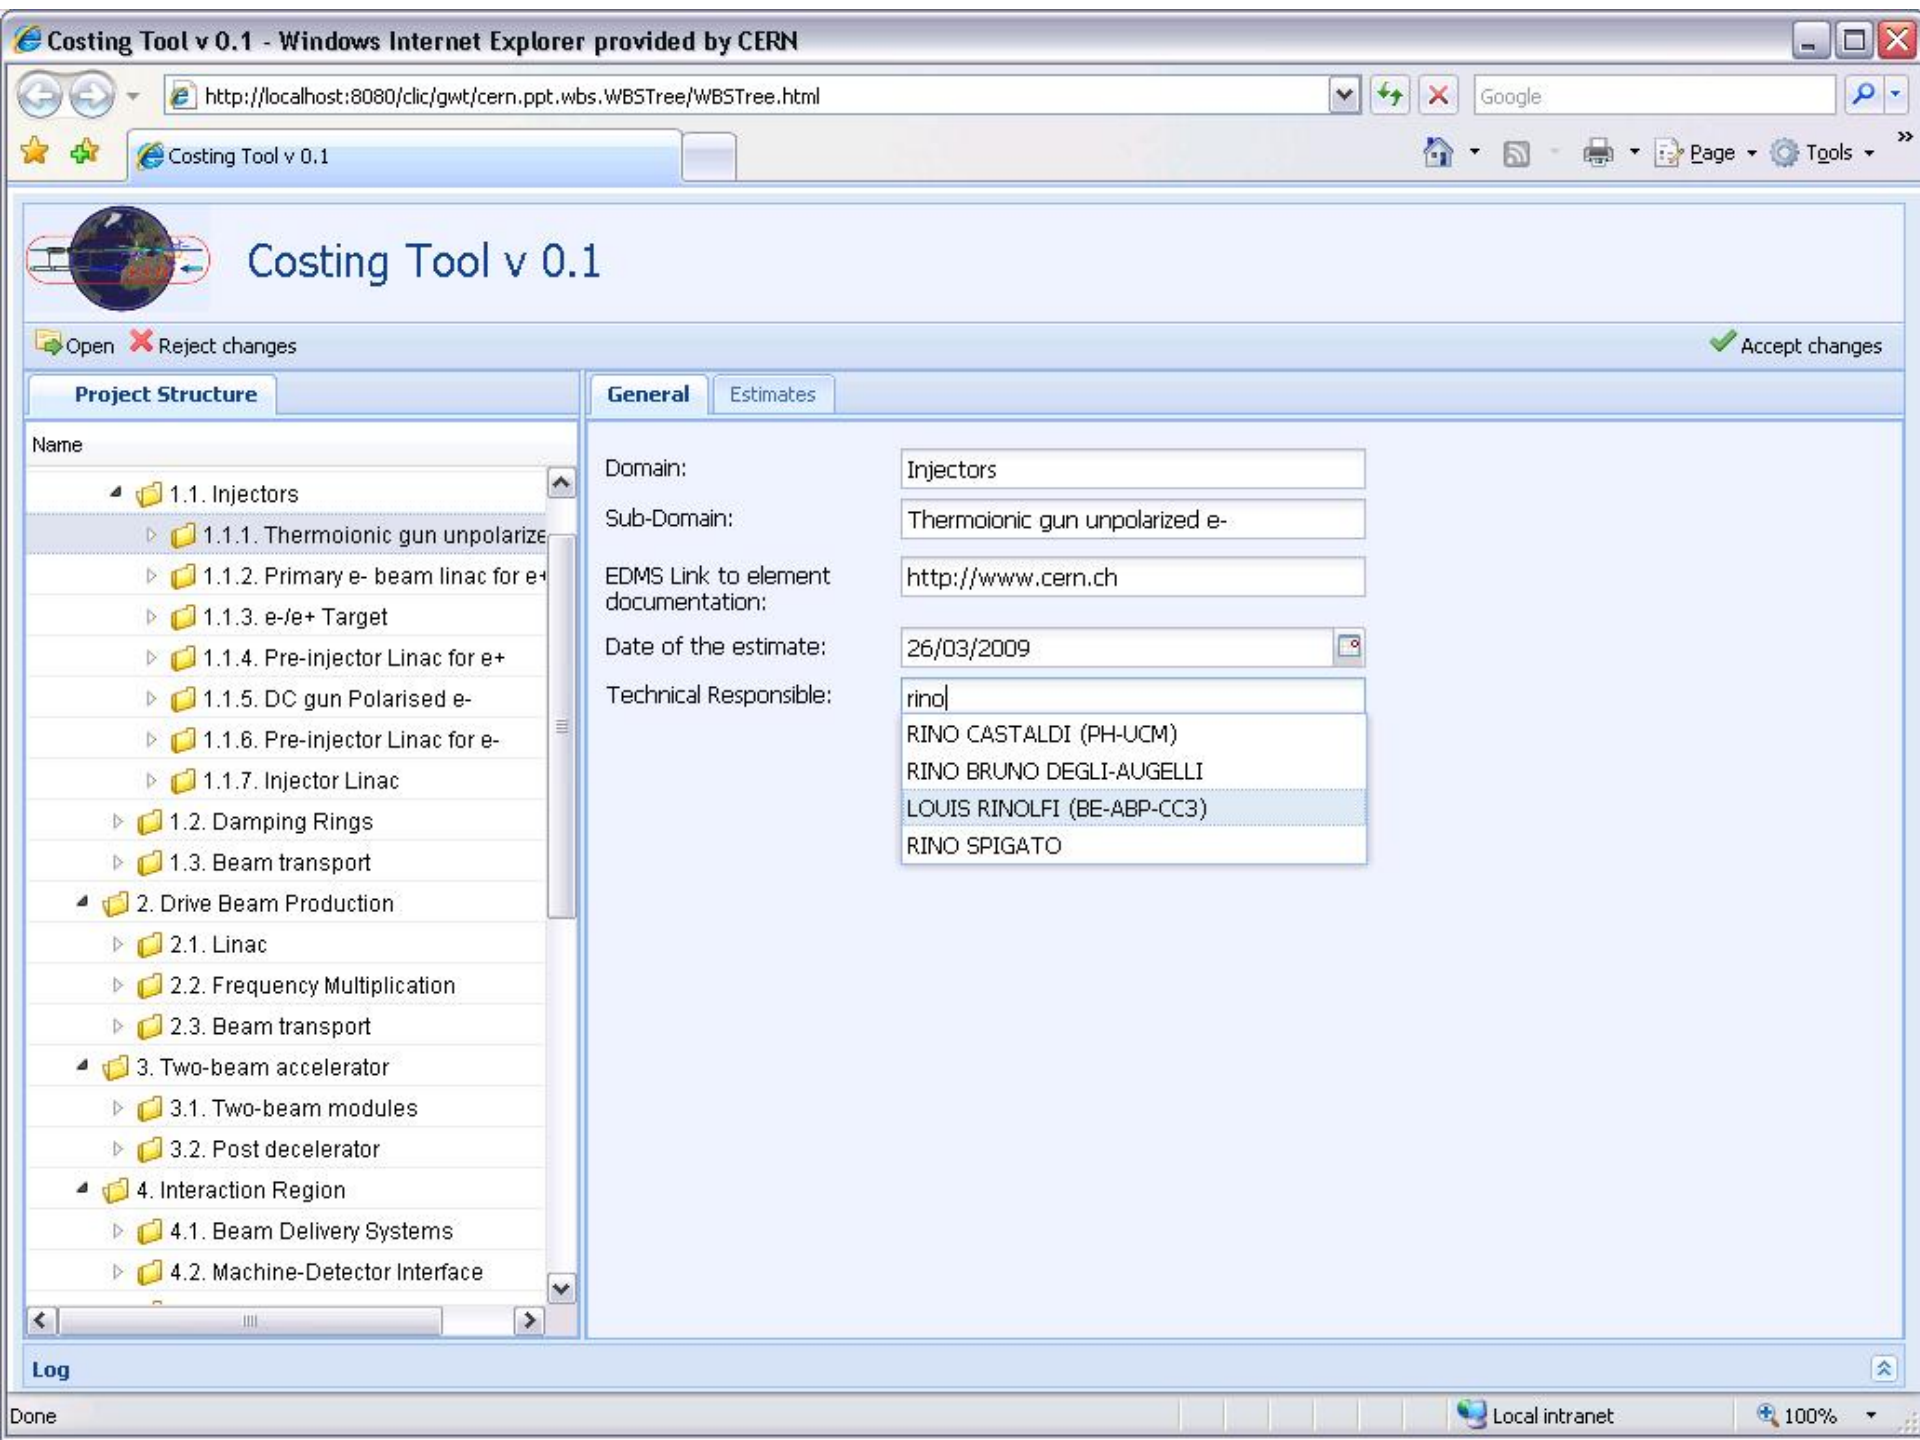 Costing Tool v 0.1 - Windows Internet Explorer provided by CERN
http://localhost:8080/clic/gwt/cern.ppt.wbs.WBSTree/WBSTree.html
Google
Costing Tool v 0.1
Page
Tools
Costing Tool v 0.1
Open
Reject changes
Accept changes
Project Structure
Name
1.1. Injectors
1.1.1. Thermoionic gun unpolarize
1.1.2. Primary e- beam linac for e+
1.1.3. e-/e+ Target
1.1.4. Pre-injector Linac for e+
1.1.5. DC gun Polarised e-
1.1.6. Pre-injector Linac for e-
1.1.7. Injector Linac
1.2. Damping Rings
1.3. Beam transport
2. Drive Beam Production
2.1. Linac
2.2. Frequency Multiplication
2.3. Beam transport
3. Two-beam accelerator
3.1. Two-beam modules
3.2. Post decelerator
4. Interaction Region
4.1. Beam Delivery Systems
4.2. Machine-Detector Interface
General
Estimates
Domain:
Injectors
Sub-Domain:
Thermoionic gun unpolarized e-
EDMS Link to element
documentation:
http://www.cern.ch
Date of the estimate:
26/03/2009
Technical Responsible:
rino
RINO CASTALDI (PH-UCM)
RINO BRUNO DEGLI-AUGELLI
LOUIS RINOLFI (BE-ABP-CC3)
RINO SPIGATO
Log
Done
Local intranet
100%